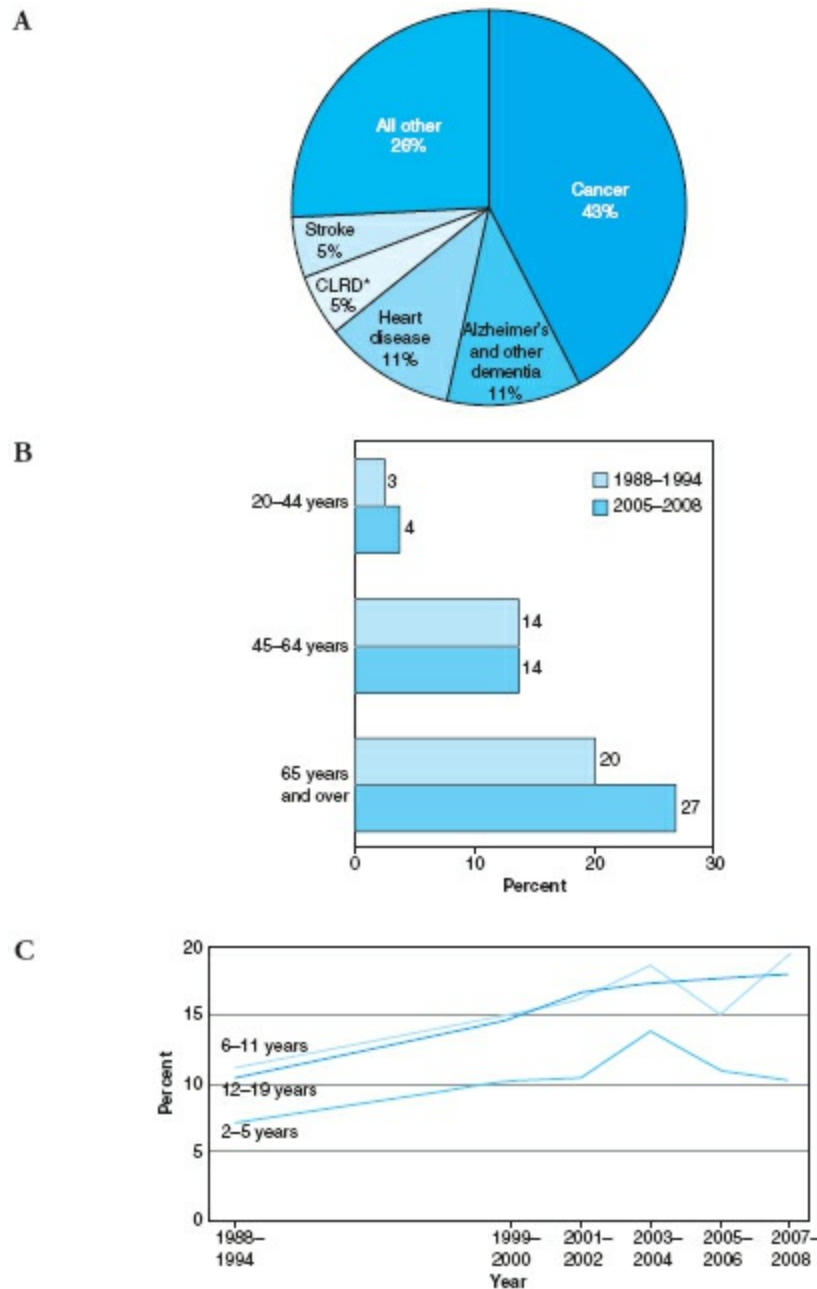 A
All other
26%
Cancer
43%
Stroke
5%
CLRD*
5%
Heart
disease
11%
Alzheimer's
and other
dementia
11%
B
1988–1994
2005–2008
20–44 years
3
4
45–64 years
14
14
65 years
and over
20
27
0 10 20 30
Percent
C
20
15
10
5
0
Percent
6–11 years
12–19 years
2–5 years
1988– 1999– 2001– 2003– 2005– 2007–
1994 2000 2002 2004 2006 2008
Year